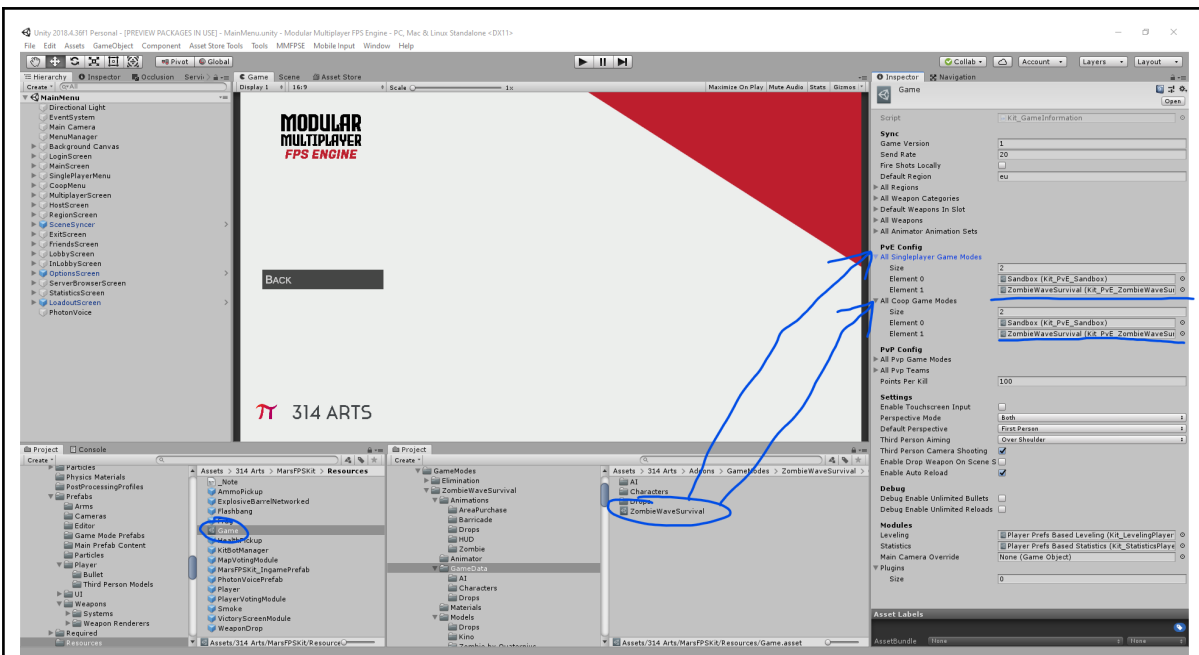 Unity 2018.4.36f1 Personal - [PREVIEW PACKAGES IN USE] - MainMenu.unity - Modular Multiplayer FPS Engine - PC, Mac & Linux Standalone <DX11>
File Edit Assets GameObject Component Asset Store Tools Tools MMFPSE Mobile Input Window Help
Pivot Global Collab Account Layers Layout
Hierarchy Inspector Occlusion Servi
Create All
MainMenu
Directional Light
EventSystem
Main Camera
MenuManager
Background Canvas
LoginScreen
MainScreen
SinglePlayerMenu
CoopMenu
MultiplayerScreen
HostScreen
RegionScreen
SceneSyncer
ExitScreen
FriendsScreen
LobbyScreen
InLobbyScreen
OptionsScreen
ServerBrowserScreen
StatisticsScreen
LoadoutScreen
PhotonVoice
Game Scene Asset Store
Display 1 16:9 Scale 1x Maximize On Play Mute Audio Stats Gizmos
MODULAR
MULTIPLAYER
FPS ENGINE
BACK
314 ARTS
Inspector Navigation
Game
Open
Script Kit_GameInformation
Sync
Game Version 1
Send Rate 20
Fire Shots Locally
Default Region eu
All Regions
All Weapon Categories
Default Weapons In Slot
All Weapons
All Animator Animation Sets
PvE Config
All Singleplayer Game Modes
Size 2
Element 0 Sandbox (Kit_PvE_Sandbox)
Element 1 ZombieWaveSurvival (Kit_PvE_ZombieWaveSur
All Coop Game Modes
Size 2
Element 0 Sandbox (Kit_PvE_Sandbox)
Element 1 ZombieWaveSurvival (Kit_PvE_ZombieWaveSur
PvP Config
All Pvp Game Modes
All Pvp Teams
Points Per Kill 100
Settings
Enable Touchscreen Input
Perspective Mode Both
Default Perspective First Person
Third Person Aiming Over Shoulder
Third Person Camera Shooting
Enable Drop Weapon On Scene S
Enable Auto Reload
Debug
Debug Enable Unlimited Bullets
Debug Enable Unlimited Reloads
Modules
Leveling Player Prefs Based Leveling (Kit_LevelingPlayer
Statistics Player Prefs Based Statistics (Kit_StatisticsPlaye
Main Camera Override None (Game Object)
Plugins
Size 0
Asset Labels
AssetBundle None None
Project Console
Create
Particles
Physics Materials
PostProcessingProfiles
Prefabs
Arms
Cameras
Editor
Game Mode Prefabs
Main Prefab Content
Particles
Player
Bullet
Third Person Models
UI
Weapons
Systems
Weapon Renderers
Required
Resources
Assets > 314 Arts > MarsFPSKit > Resources
_Note
AmmoPickup
ExplosiveBarrelNetworked
Flashbang
Game
HealthPickup
KitBotManager
MapVotingModule
MarsFPSKit_IngamePrefab
PhotonVoicePrefab
Player
PlayerVotingModule
Smoke
VictoryScreenModule
WeaponDrop
Assets/314 Arts/MarsFPSKit/Resource
Project
Create
GameModes
Elimination
ZombieWaveSurvival
Animations
AreaPurchase
Barricade
Drops
HUD
Zombie
Animator
GameData
AI
Characters
Drops
Materials
Models
Drops
Kino
Zombie by Quaternius
Assets > 314 Arts > Addons > GameModes > ZombieWaveSurvival >
AI
Characters
Drops
ZombieWaveSurvival
Assets/314 Arts/MarsFPSKit/Resources/Game.asset